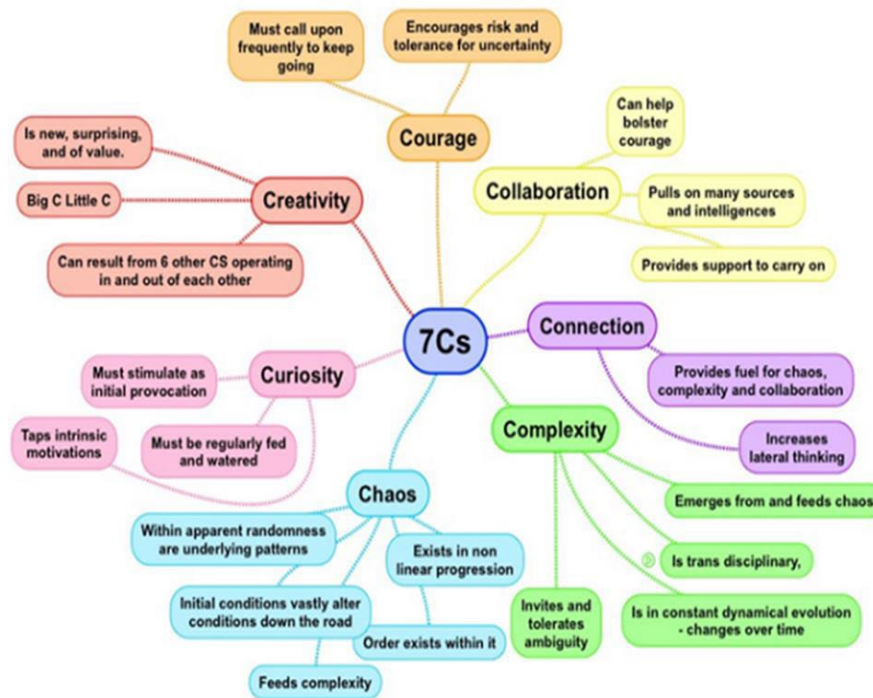 7Cs
Courage
Must call upon
frequently to keep
going
Encourages risk and
tolerance for uncertainty
Collaboration
Can help
bolster
courage
Pulls on many sources
and intelligences
Provides support to carry on
Connection
Provides fuel for chaos,
complexity and collaboration
Increases
lateral thinking
Complexity
Emerges from and feeds chaos
Is trans disciplinary,
Is in constant dynamical evolution
- changes over time
Invites and
tolerates
ambiguity
Chaos
Exists in non
linear progression
Order exists within it
Feeds complexity
Initial conditions vastly alter
conditions down the road
Within apparent randomness
are underlying patterns
Curiosity
Must stimulate as
initial provocation
Must be regularly fed
and watered
Taps intrinsic
motivations
Creativity
Is new, surprising,
and of value.
Big C Little C
Can result from 6 other CS operating
in and out of each other